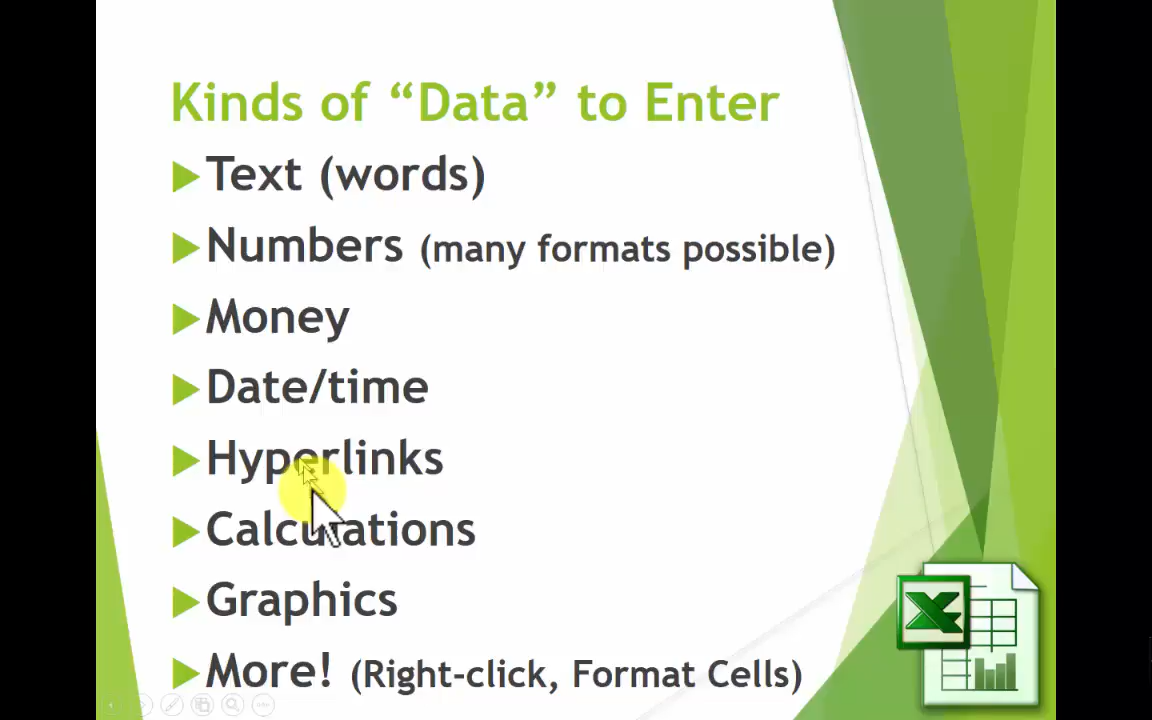 Kinds of “Data” to Enter
Text (words)
Numbers (many formats possible)
Money
Date/time
Hyperlinks
Calculations
Graphics
More! (Right-click, Format Cells)
X